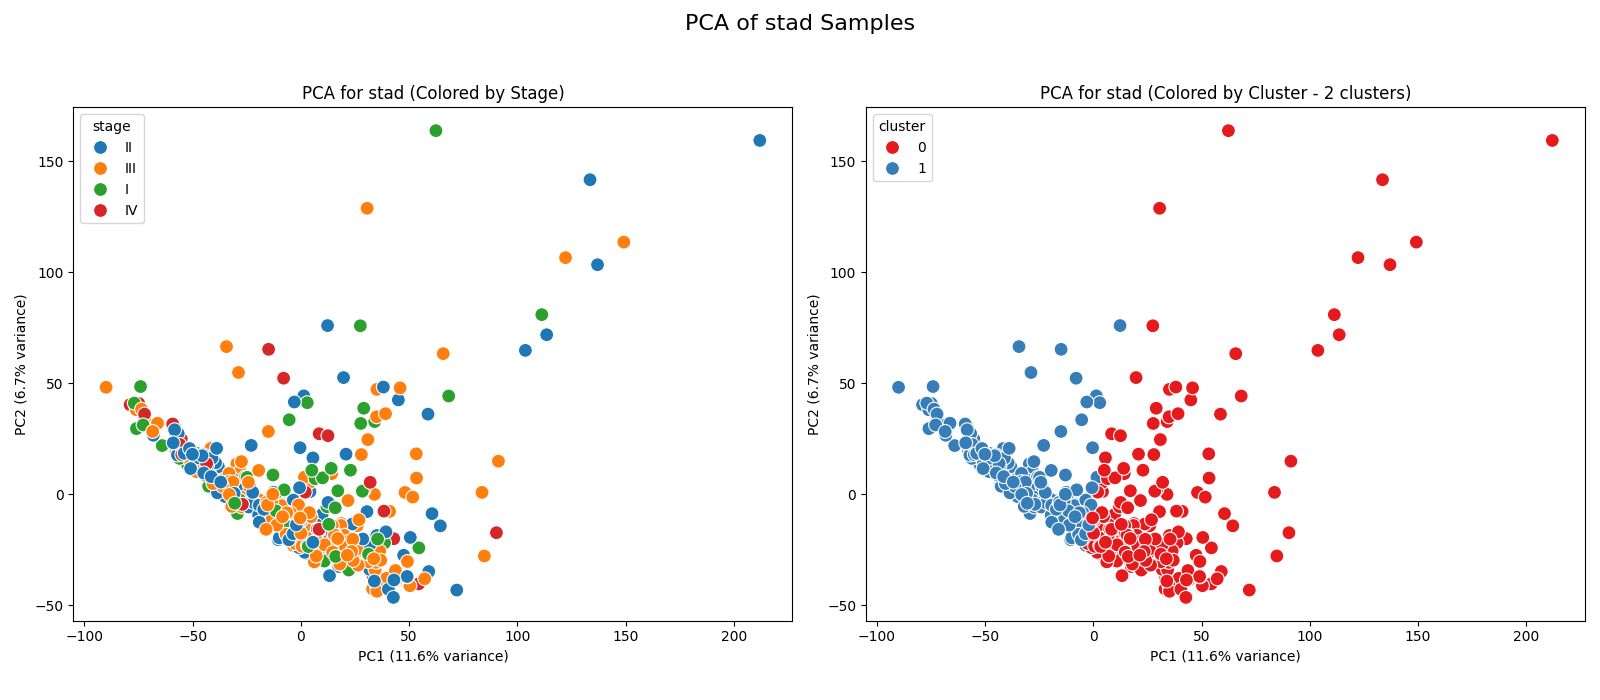 PCA of stad Samples
PCA for stad (Colored by Stage)
stage
II
III
I
IV
150
100
50
0
−50
PC2 (6.7% variance)
−100
−50
0
50
100
150
200
PC1 (11.6% variance)
PCA for stad (Colored by Cluster - 2 clusters)
cluster
0
1
150
100
50
0
−50
PC2 (6.7% variance)
−100
−50
0
50
100
150
200
PC1 (11.6% variance)